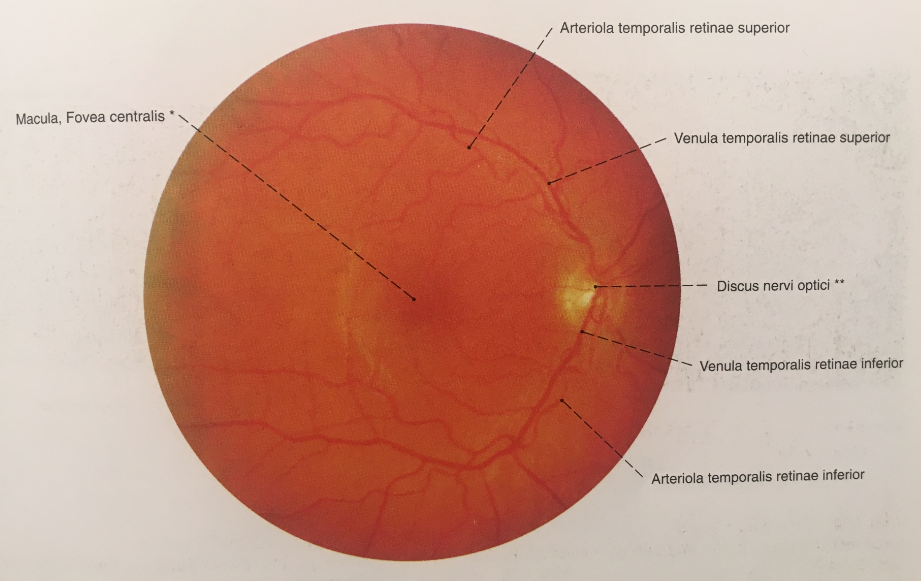 Arteriola temporalis retinae superior
Macula, Fovea centralis *
Venula temporalis retinae superior
Discus nervi optici **
Venula temporalis retinae inferior
Arteriola temporalis retinae inferior